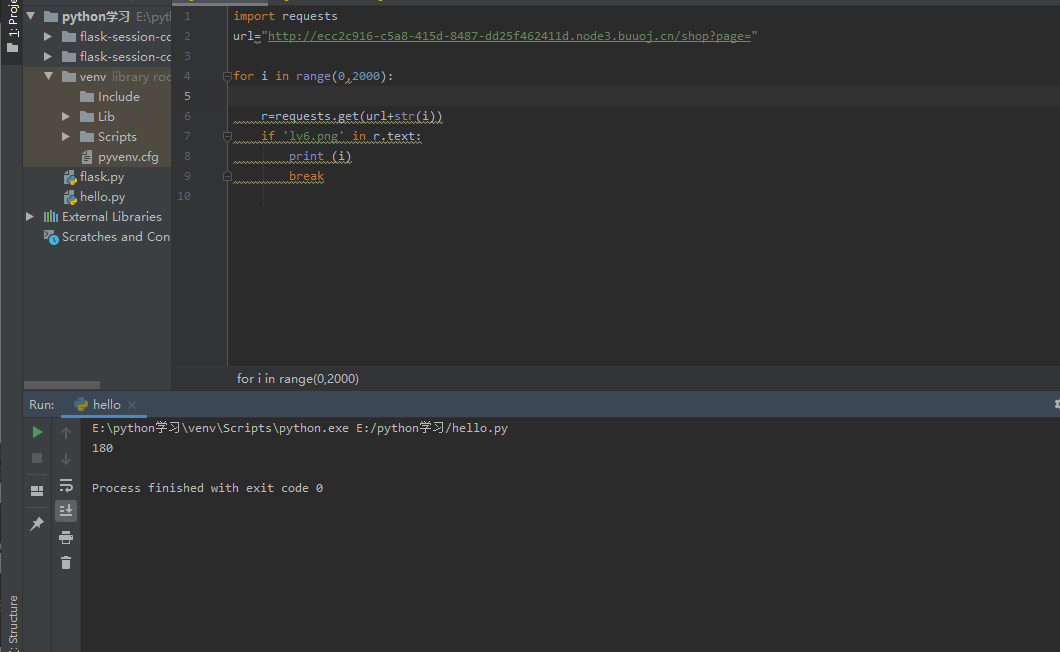 1: Proje
python学习 E:\pyt
flask-session-co
flask-session-co
venv library roo
Include
Lib
Scripts
pyvenv.cfg
flask.py
hello.py
External Libraries
Scratches and Con
1 import requests
2 url="http://ecc2c916-c5a8-415d-8487-dd25f462411d.node3.buuoj.cn/shop?page="
3
4 for i in range(0,2000):
5
6 r=requests.get(url+str(i))
7 if 'lv6.png' in r.text:
8 print (i)
9 break
10
for i in range(0,2000)
Run: hello
E:\python学习\venv\Scripts\python.exe E:/python学习/hello.py
180
Process finished with exit code 0
Structure